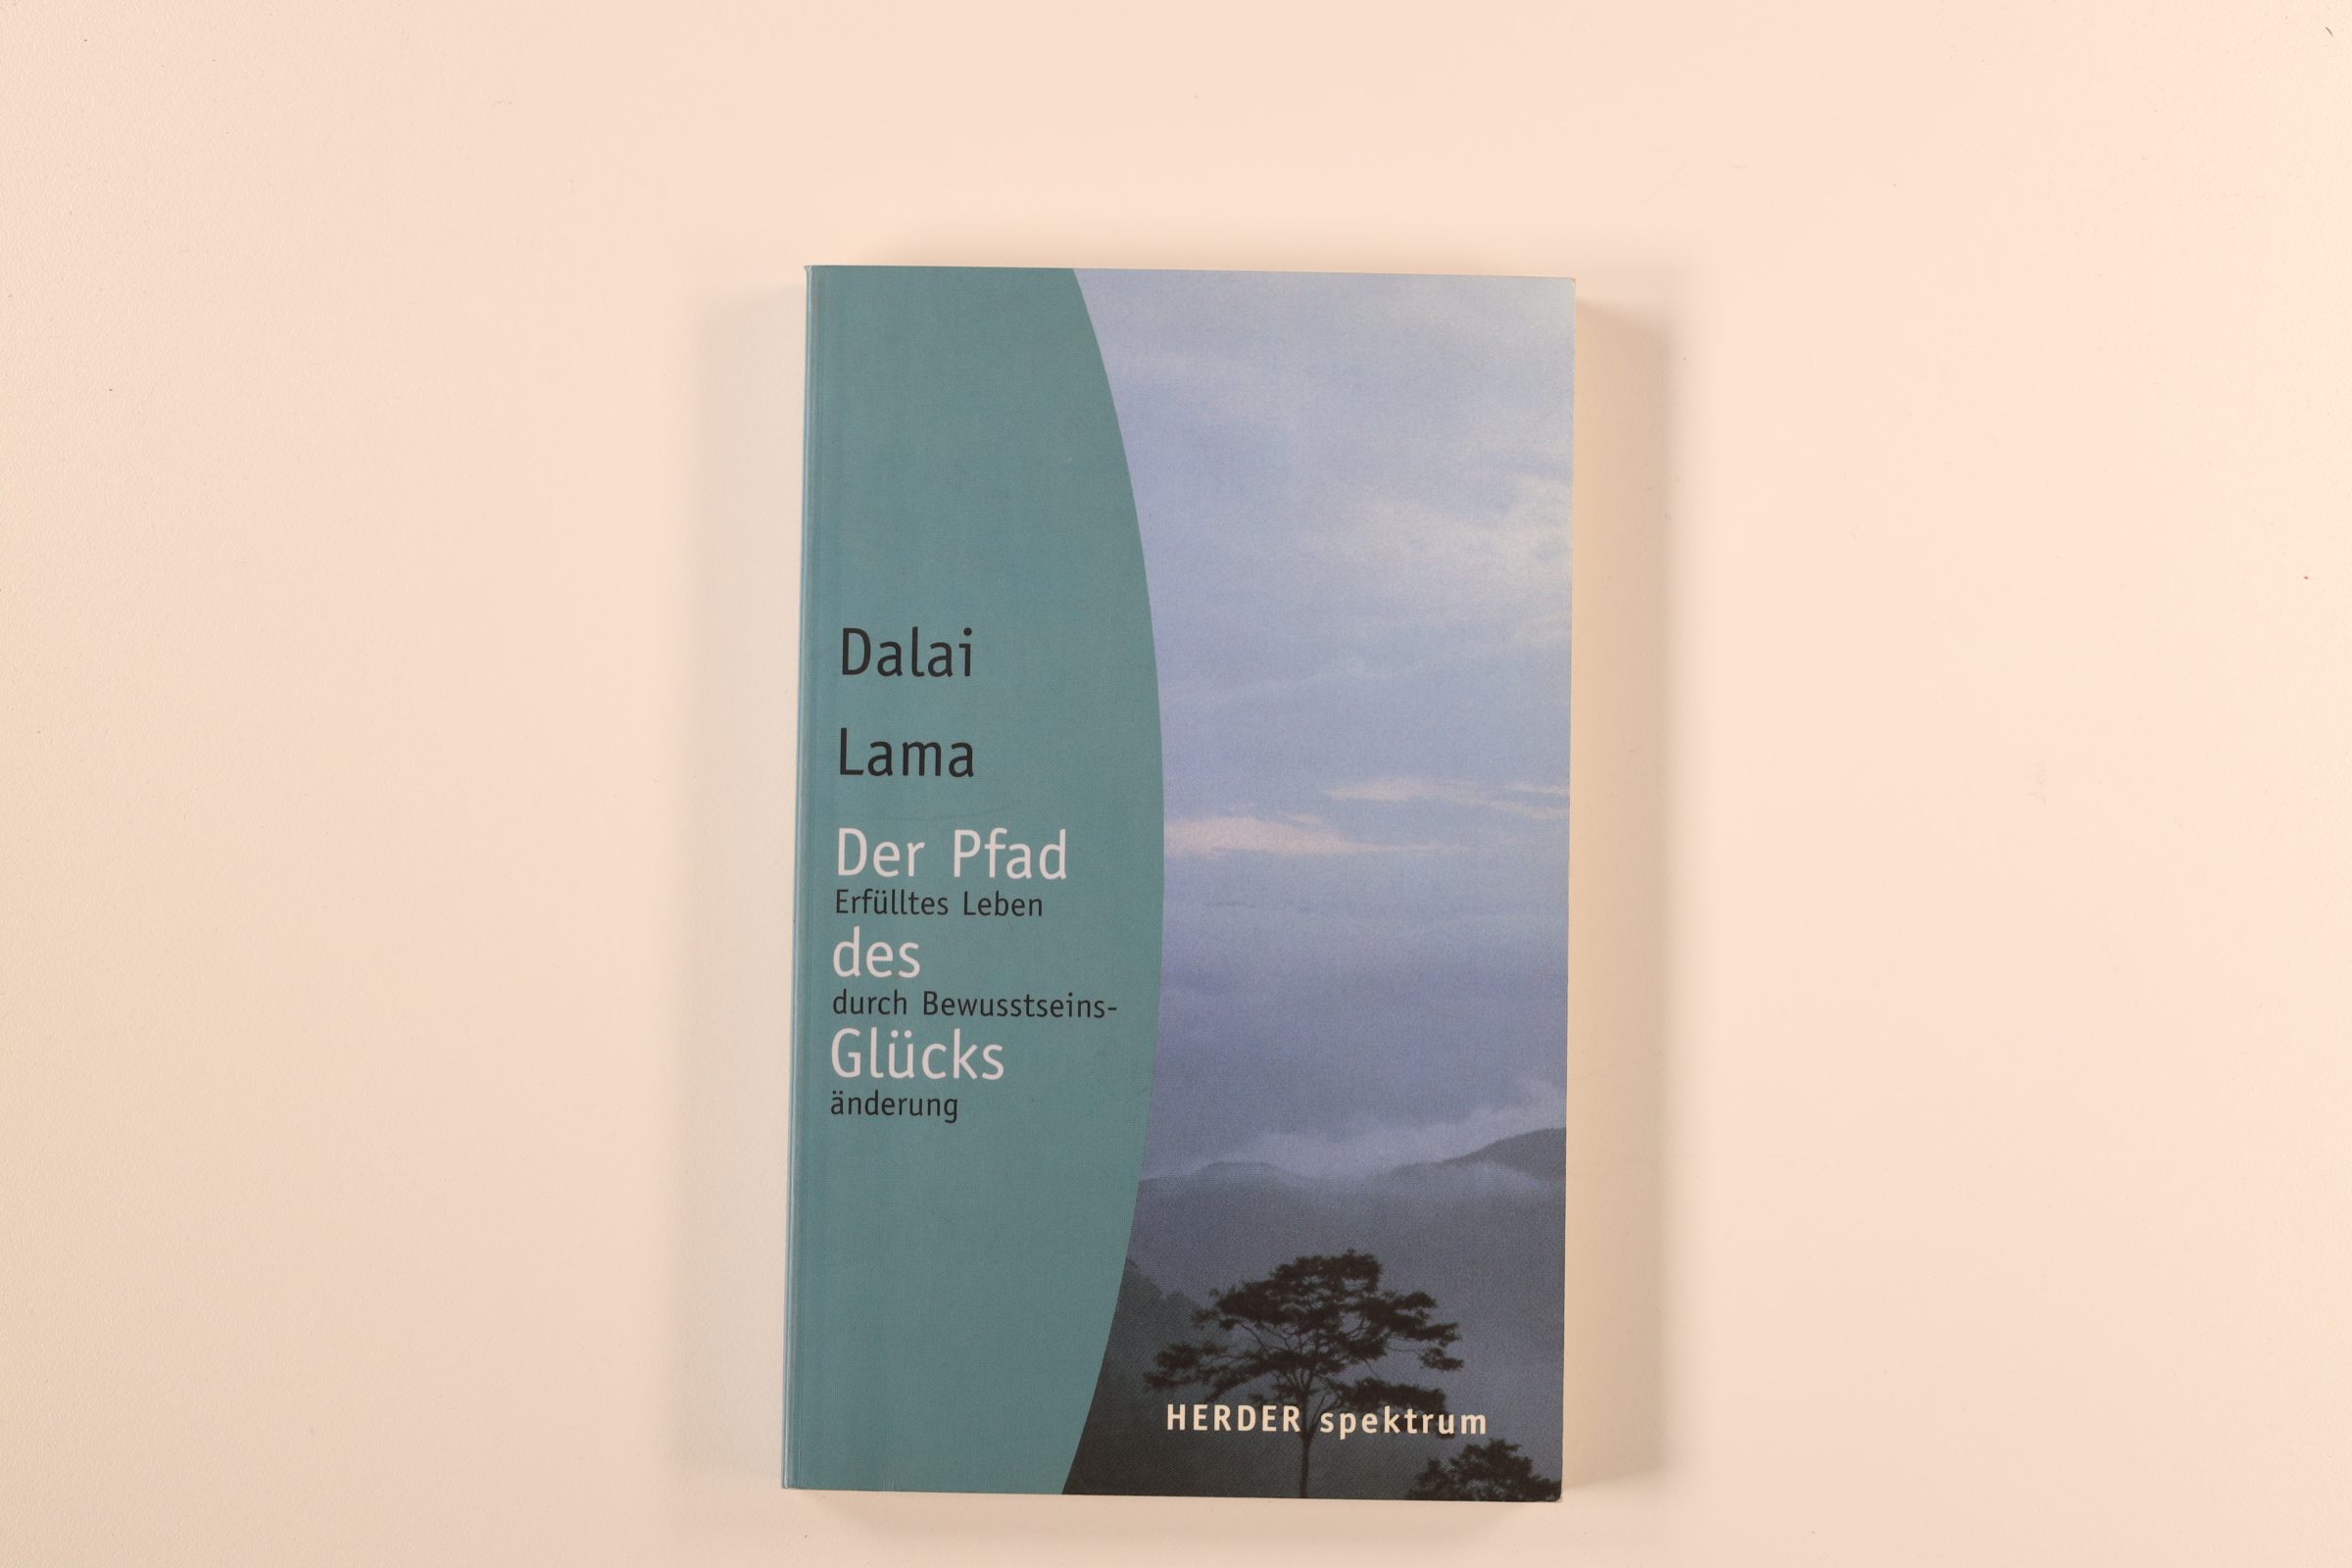 Dalai
Lama
Der Pfad
Erfülltes Leben
des
durch Bewusstseins-
Glücks
änderung
HERDER spektrum